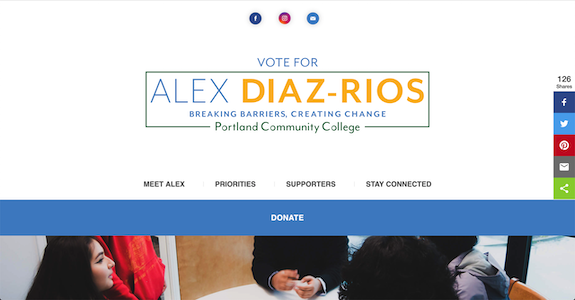 VOTE FOR
ALEX DIAZ-RIOS
BREAKING BARRIERS, CREATING CHANGE
Portland Community College
126
Shares
MEET ALEX PRIORITIES SUPPORTERS STAY CONNECTED
DONATE